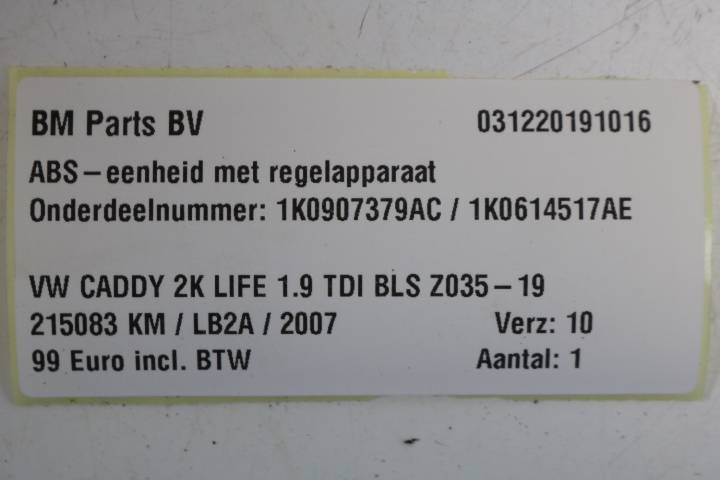 BM Parts BV 031220191016
ABS-eenheid met regelapparaat
Onderdeelnummer: 1K0907379AC / 1K0614517AE
VW CADDY 2K LIFE 1.9 TDI BLS Z035-19
215083 KM / LB2A / 2007 Verz: 10
99 Euro incl. BTW Aantal: 1